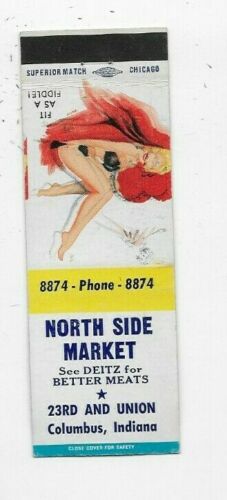 SUPERIOR MATCH CHICAGO
FIT
AS A
FIDDLE!
8874 - Phone - 8874
NORTH SIDE
MARKET
See DEITZ for
BETTER MEATS
23RD AND UNION
Columbus, Indiana
CLOSE COVER FOR SAFETY